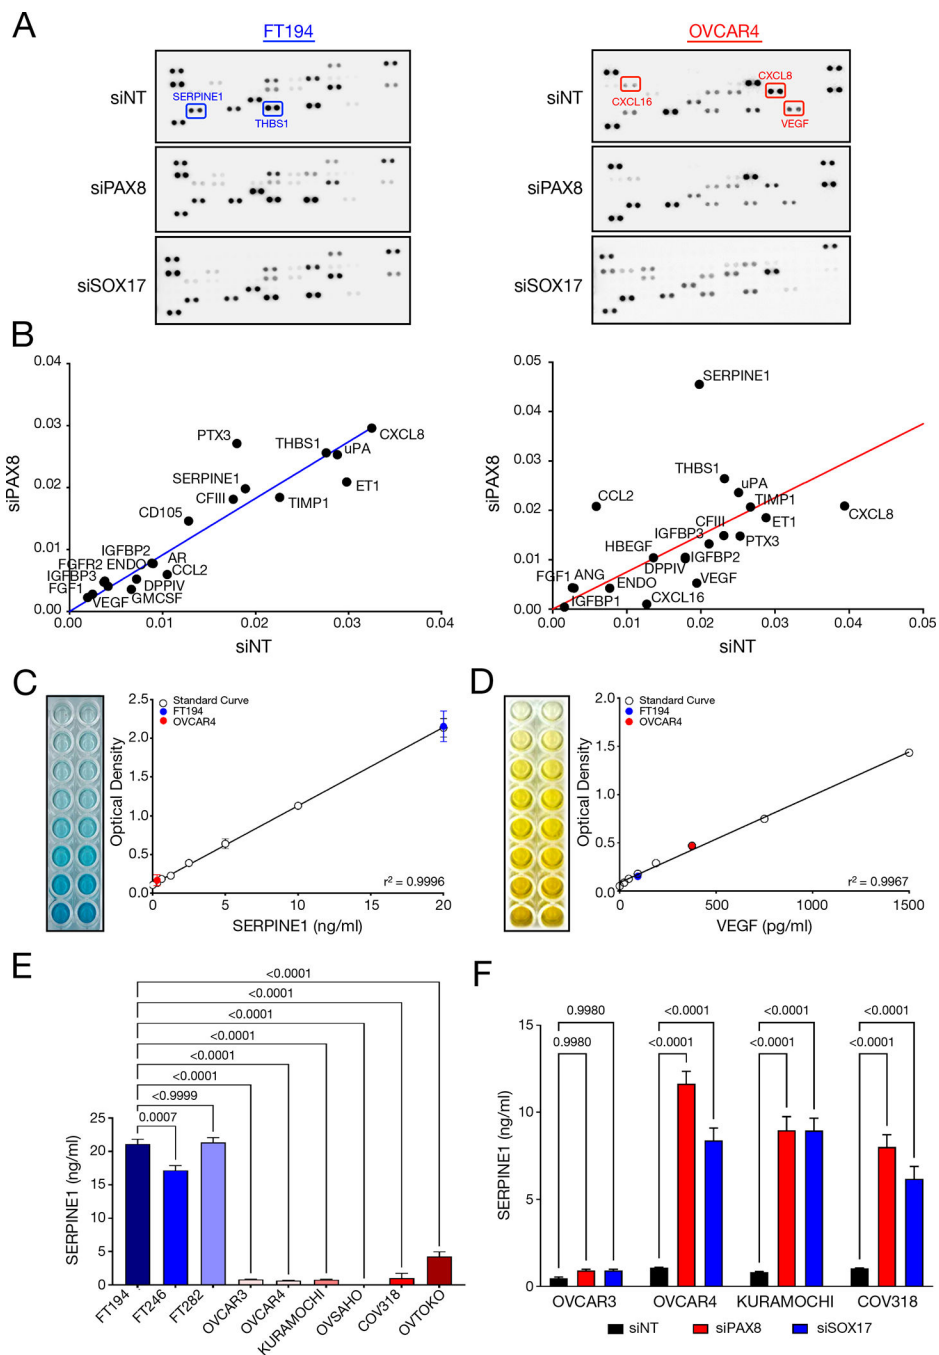 A
FT194
OVCAR4
siNT
SERPINE1
THBS1
CXCL16
CXCL8
VEGF
siPAX8
siPAX8
siSOX17
siSOX17
siNT
B
siPAX8
0.04
0.03
0.02
0.01
0.00
0.00
0.01
0.02
0.03
0.04
siNT
PTX3
THBS1
CXCL8
uPA
SERPINE1
ET1
CFIII
TIMP1
CD105
IGFBP2
AR
FGFR2
ENDO
CCL2
IGFBP3
DPPIV
FGF1
VEGF
GMCSF
siPAX8
0.05
0.04
0.03
0.02
0.01
0.00
0.00
0.01
0.02
0.03
0.04
0.05
siNT
SERPINE1
THBS1
uPA
CCL2
TIMP1
CXCL8
CFIII
ET1
IGFBP3
PTX3
HBEGF
IGFBP2
DPPIV
FGF1
ANG
VEGF
ENDO
IGFBP1
CXCL16
C
Optical Density
2.5
2.0
1.5
1.0
0.5
0.0
Standard Curve
FT194
OVCAR4
r2 = 0.9996
0
5
10
15
20
SERPINE1 (ng/ml)
D
Optical Density
2.0
1.5
1.0
0.5
0.0
Standard Curve
FT194
OVCAR4
r2 = 0.9967
0
500
1000
1500
VEGF (pg/ml)
E
<0.0001
<0.0001
<0.0001
<0.0001
<0.0001
<0.0001
<0.9999
0.0007
SERPINE1 (ng/ml)
25
20
15
10
5
0
FT194
FT246
FT282
OVCAR3
OVCAR4
KURAMOCHI
OVSAHO
COV318
OVTOKO
F
0.9980
<0.0001
<0.0001
<0.0001
0.9980
<0.0001
<0.0001
<0.0001
SERPINE1 (ng/ml)
15
10
5
0
OVCAR3
OVCAR4
KURAMOCHI
COV318
siNT
siPAX8
siSOX17